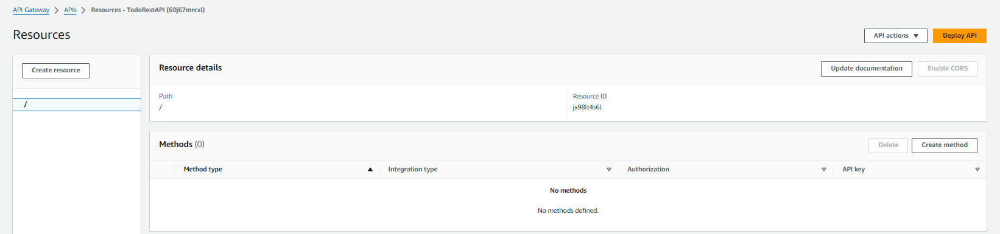 API Gateway > APIs > Resources - TodoRestAPI (60j67mrcxl)
Resources
API actions
Deploy API
Create resource
/
Resource details
Update documentation
Enable CORS
Path
/
Resource ID
jx98lt4s6l
Methods (0)
Delete
Create method
Method type
Integration type
Authorization
API key
No methods
No methods defined.